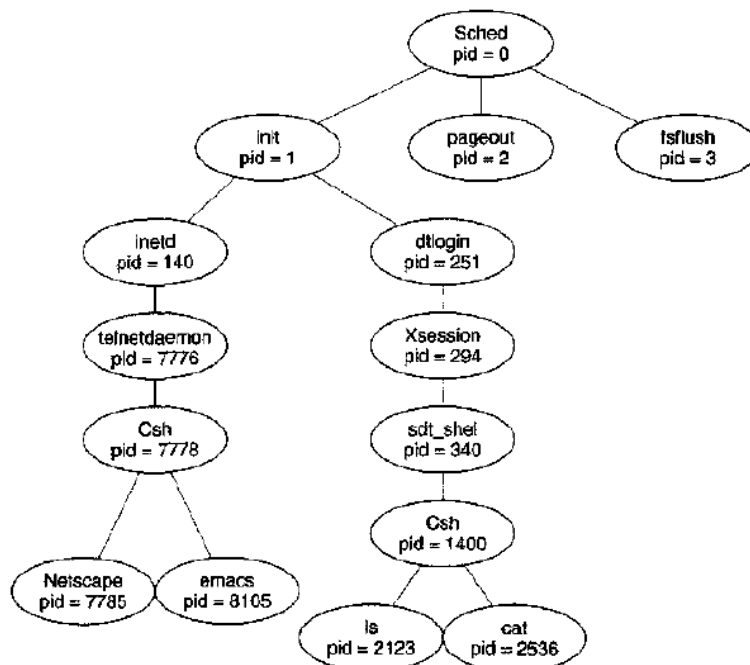 Sched
pid = 0
init
pid = 1
pageout
pid = 2
fsflush
pid = 3
inetd
pid = 140
dtlogin
pid = 251
telnetdaemon
pid = 7776
Xsession
pid = 294
Csh
pid = 7778
sdt_shel
pid = 340
Csh
pid = 1400
Netscape
pid = 7785
emacs
pid = 8105
ls
pid = 2123
cat
pid = 2536